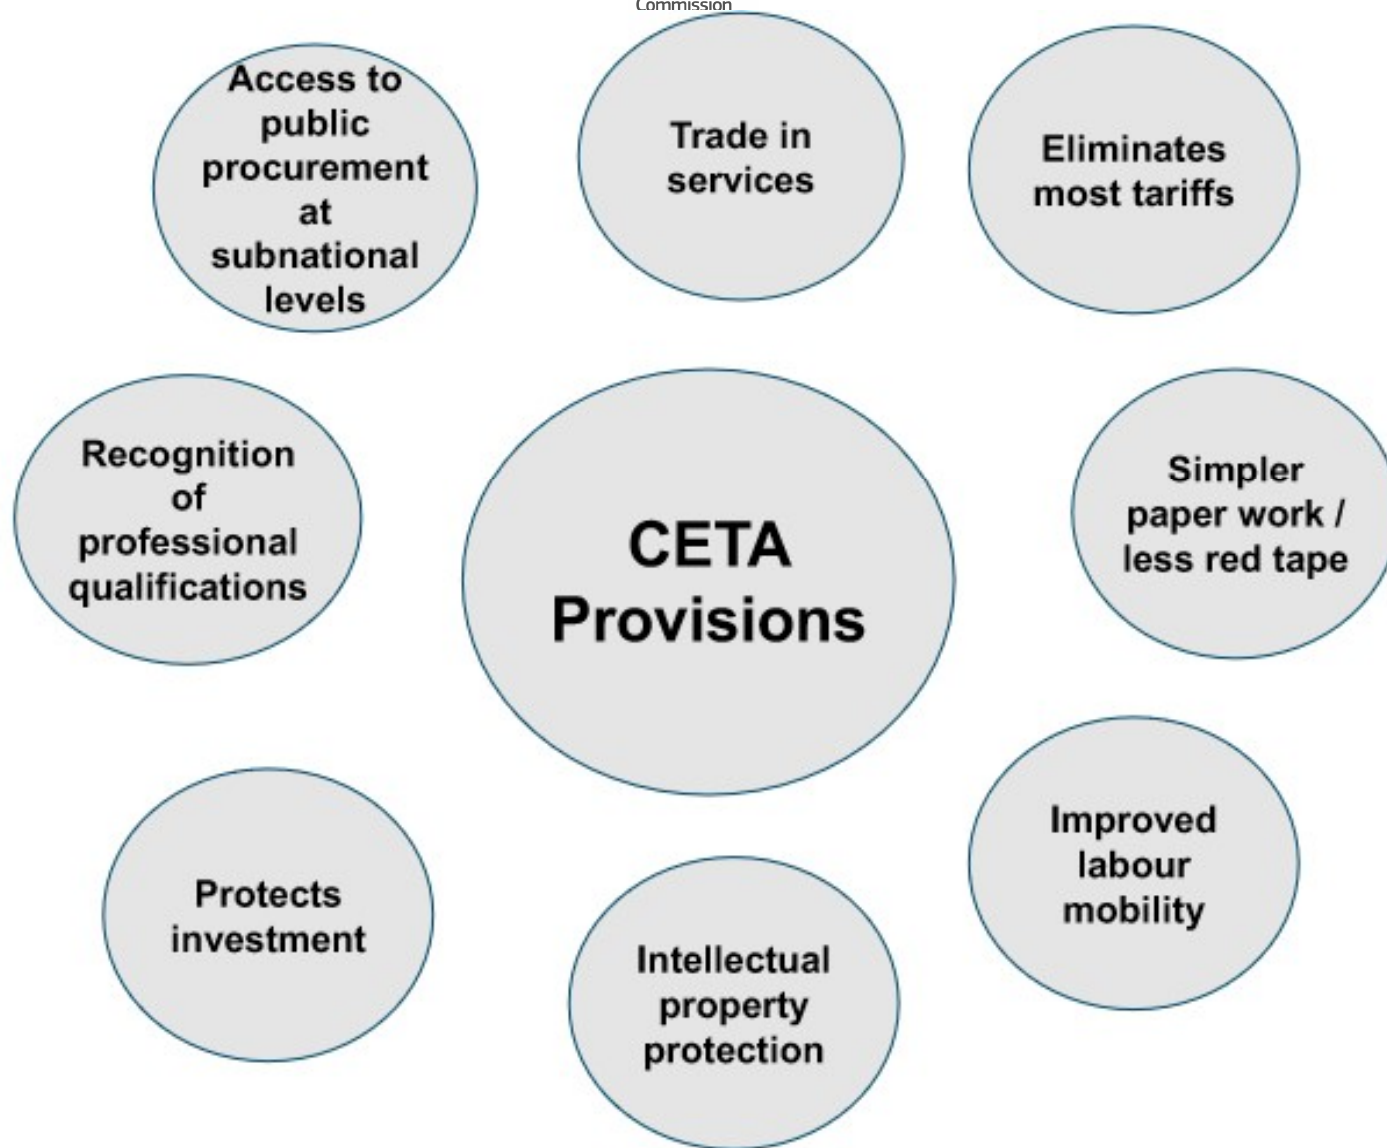 Commission
Access to
public
procurement
at
subnational
levels
Trade in
services
Eliminates
most tariffs
Recognition
of
professional
qualifications
CETA
Provisions
Simpler
paper work /
less red tape
Protects
investment
Intellectual
property
protection
Improved
labour
mobility